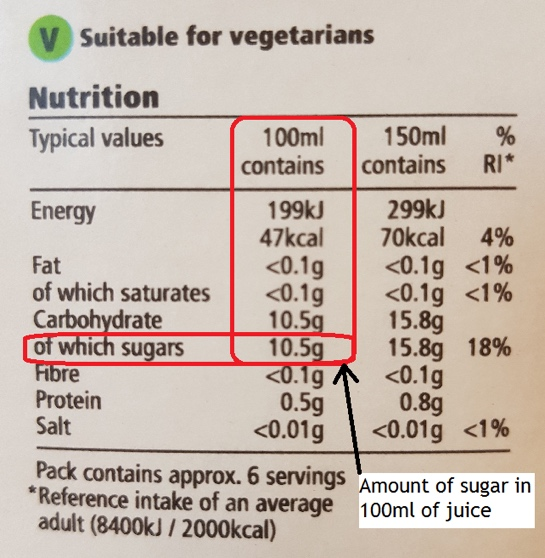 V Suitable for vegetarians
Nutrition
Typical values 100ml contains 150ml contains % RI*
Energy 199kJ 299kJ
47kcal 70kcal 4%
Fat <0.1g <0.1g <1%
of which saturates <0.1g <0.1g <1%
Carbohydrate 10.5g 15.8g
of which sugars 10.5g 15.8g 18%
Fibre <0.1g <0.1g
Protein 0.5g 0.8g
Salt <0.01g <0.01g <1%
Pack contains approx. 6 servings
*Reference intake of an average
adult (8400kJ / 2000kcal)
Amount of sugar in
100ml of juice